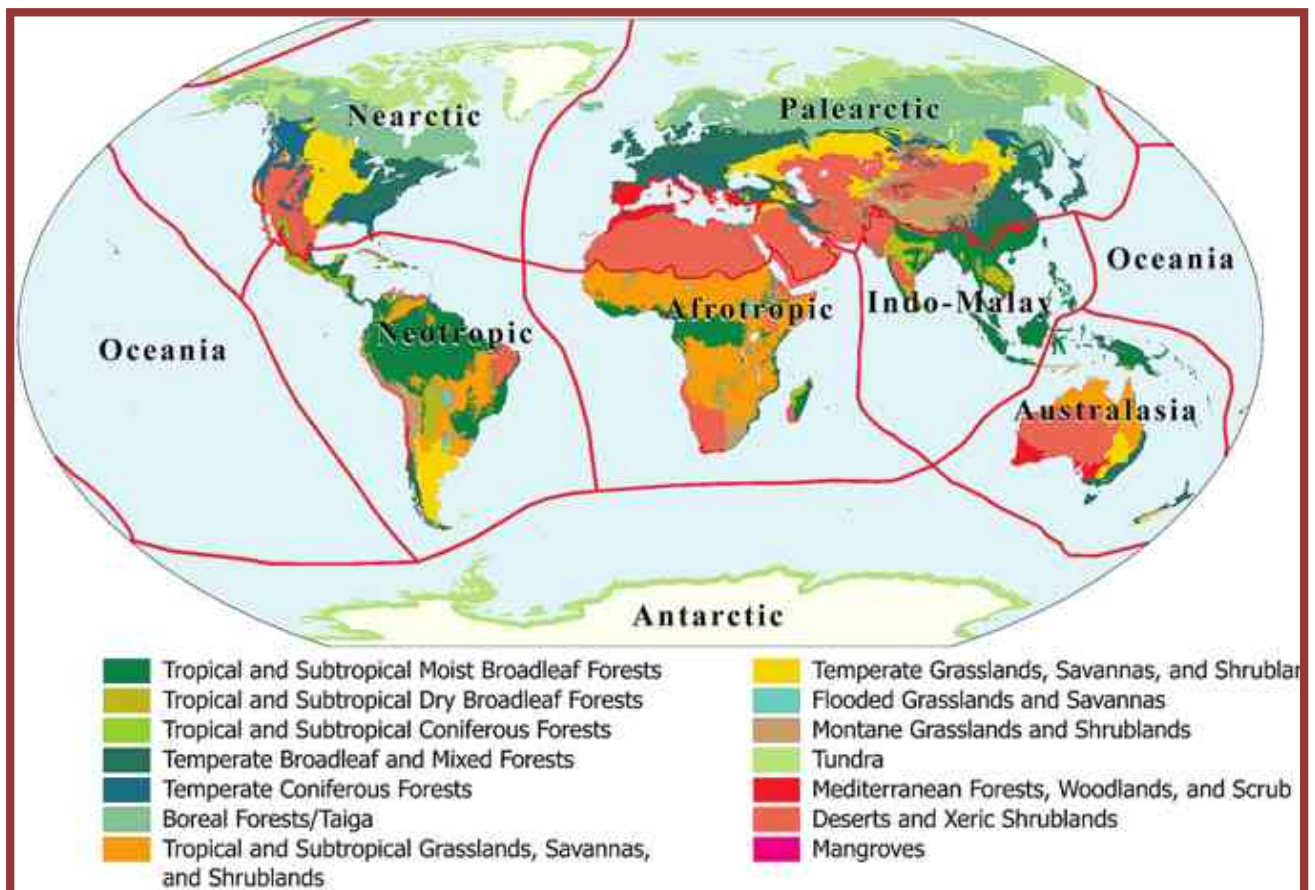 Nearctic
Palearctic
Oceania
Neotropic
Afrotropic
Indo-Malay
Oceania
Australasia
Antarctic
Tropical and Subtropical Moist Broadleaf Forests
Tropical and Subtropical Dry Broadleaf Forests
Tropical and Subtropical Coniferous Forests
Temperate Broadleaf and Mixed Forests
Temperate Coniferous Forests
Boreal Forests/Taiga
Tropical and Subtropical Grasslands, Savannas,
and Shrublands
Temperate Grasslands, Savannas, and Shrublan
Flooded Grasslands and Savannas
Montane Grasslands and Shrublands
Tundra
Mediterranean Forests, Woodlands, and Scrub
Deserts and Xeric Shrublands
Mangroves